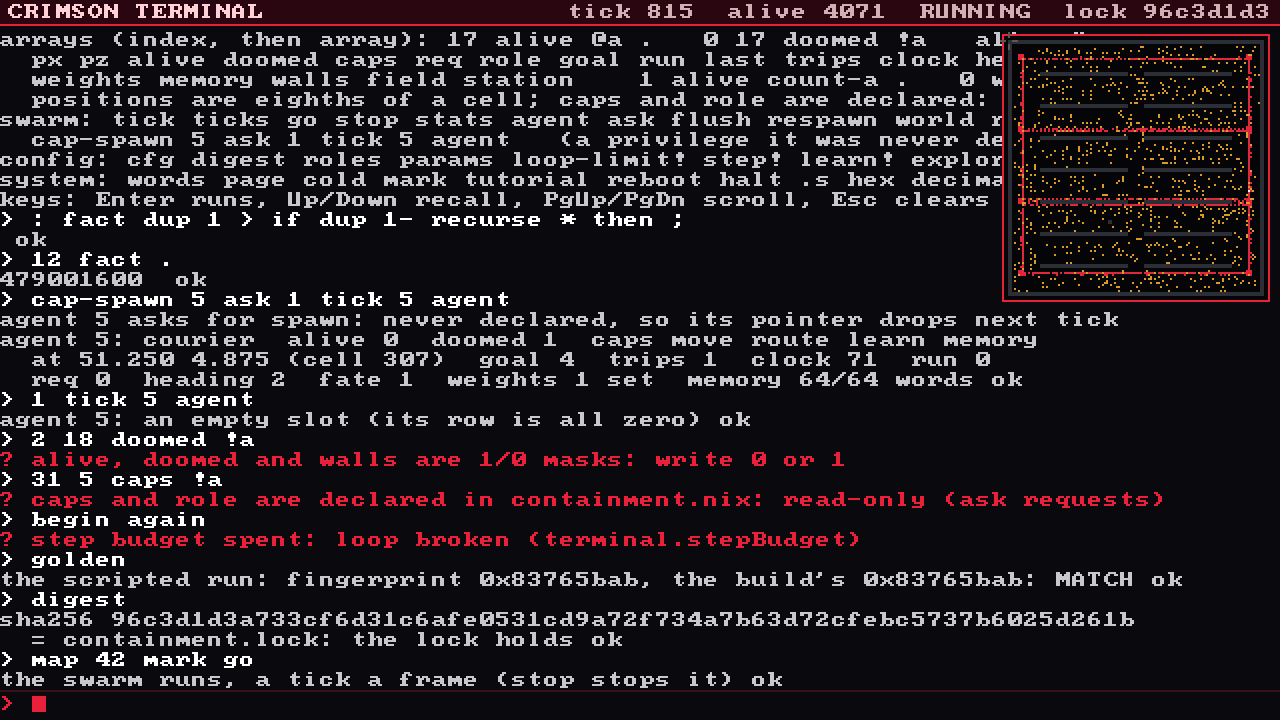 CRIMSON TERMINAL tick 815 alive 4071 RUNNING lock 96c3d1d3
arrays (index, then array): 17 alive @a . 0 17 doomed !a
px pz alive doomed caps req role goal run last trips clock
weights memory walls field station 1 alive count-a . 0
positions are eighths of a cell; caps and role are declared:
swarm: tick ticks go stop stats agent ask flush respawn world
cap-spawn 5 ask 1 tick 5 agent (a privilege it was never
config: cfg digest roles params loop-limit! step! learn!
system: words page cold mark tutorial reboot halt .s hex
keys: Enter runs, Up/Down recall, PgUp/PgDn scroll, Esc clears
> : fact dup 1 > if dup 1- recurse * then ;
ok
> 12 fact .
479001600 ok
> cap-spawn 5 ask 1 tick 5 agent
agent 5 asks for spawn: never declared, so its pointer drops next tick
agent 5: courier alive 0 doomed 1 caps move route learn memory
at 51.250 4.875 (cell 307) goal 4 trips 1 clock 71 run 0
req 0 heading 2 fate 1 weights 1 set memory 64/64 words ok
> 1 tick 5 agent
agent 5: an empty slot (its row is all zero) ok
> 2 18 doomed !a
? alive, doomed and walls are 1/0 masks: write 0 or 1
> 31 5 caps !a
? caps and role are declared in containment.nix: read-only (ask requests)
> begin again
? step budget spent: loop broken (terminal.stepBudget)
> golden
the scripted run: fingerprint 0x83765bab, the build's 0x83765bab: MATCH ok
> digest
sha256 96c3d1d3a733cf6d31c6afe0531cd9a72f734a7b63d72cfebc5737b6025d261b
= containment.lock: the lock holds ok
> map 42 mark go
the swarm runs, a tick a frame (stop stops it) ok
>